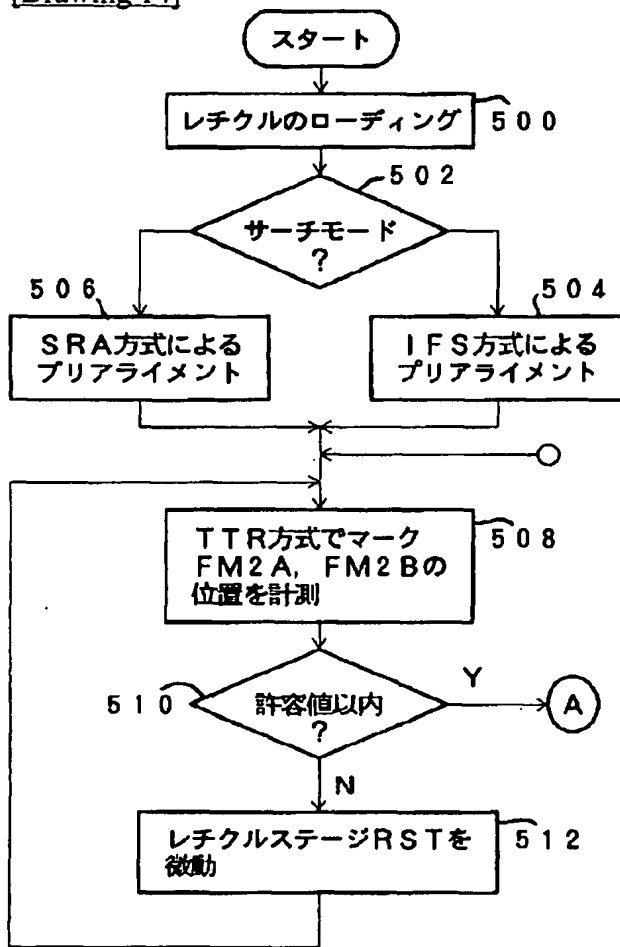 [Drawing 14]
スタート
レチクルのローディング
500
502
サーチモード
?
506
504
SRA方式による
プリアライメント
IFS方式による
プリアライメント
TTR方式でマーク
FM2A, FM2Bの
位置を計測
508
510
許容値以内
?
Y
A
N
レチクルステージRSTを
微動
512